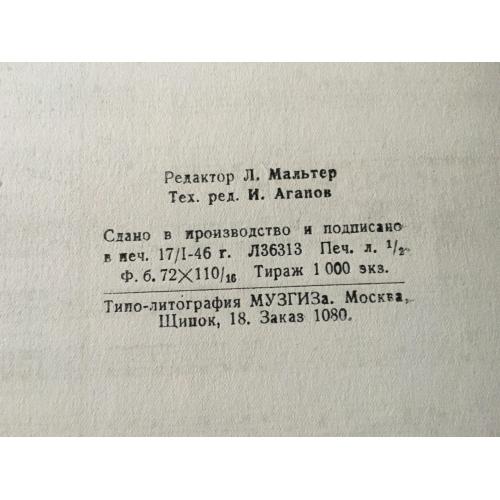 Редактор Л. Мальтер
Тех. ред. И. Агапов
Сдано в производство и подписано
в печ. 17/I-46 г. Л36313 Печ. л. 1/2
Ф. б. 72×110/16 Тираж 1 000 экз.
Типо-литография МУЗГИЗа. Москва,
Щипок, 18. Заказ 1080.